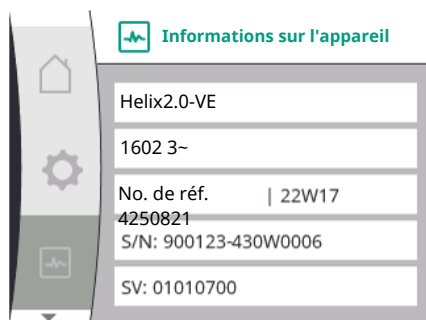 Informations sur l'appareil
Helix2.0-VE
1602 3~
No. de réf. | 22W17
4250821
S/N: 900123-430W0006
SV: 01010700